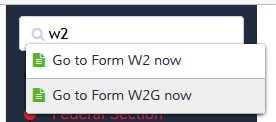 w2
Go to Form W2 now
Go to Form W2G now
Federal Section